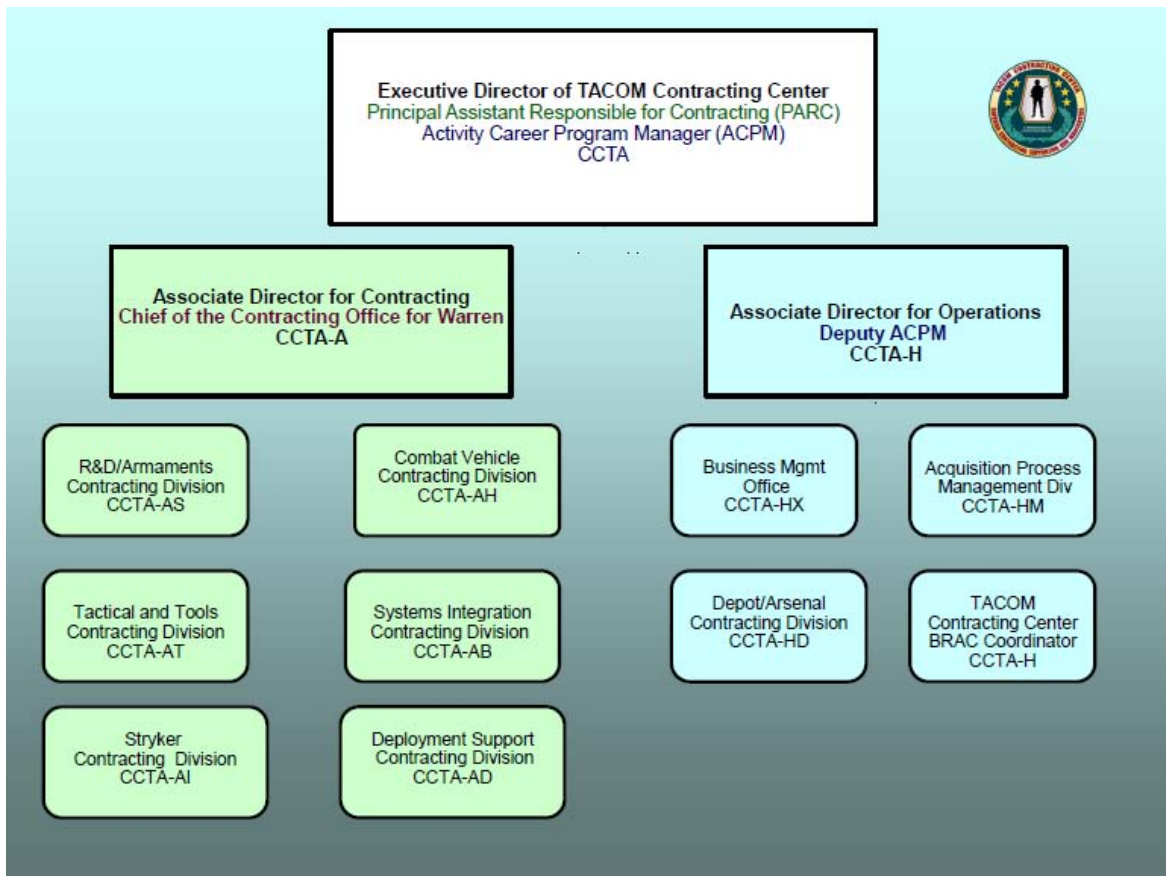 Executive Director of TACOM Contracting Center
Principal Assistant Responsible for Contracting (PARC)
Activity Career Program Manager (ACPM)
CCTA
TACOM CONTRACTING CENTER
Associate Director for Contracting
Chief of the Contracting Office for Warren
CCTA-A
Associate Director for Operations
Deputy ACPM
CCTA-H
R&D/Armaments
Contracting Division
CCTA-AS
Combat Vehicle
Contracting Division
CCTA-AH
Business Mgmt
Office
CCTA-HX
Acquisition Process
Management Div
CCTA-HM
Tactical and Tools
Contracting Division
CCTA-AT
Systems Integration
Contracting Division
CCTA-AB
Depot/Arsenal
Contracting Division
CCTA-HD
TACOM
Contracting Center
BRAC Coordinator
CCTA-H
Stryker
Contracting Division
CCTA-AI
Deployment Support
Contracting Division
CCTA-AD